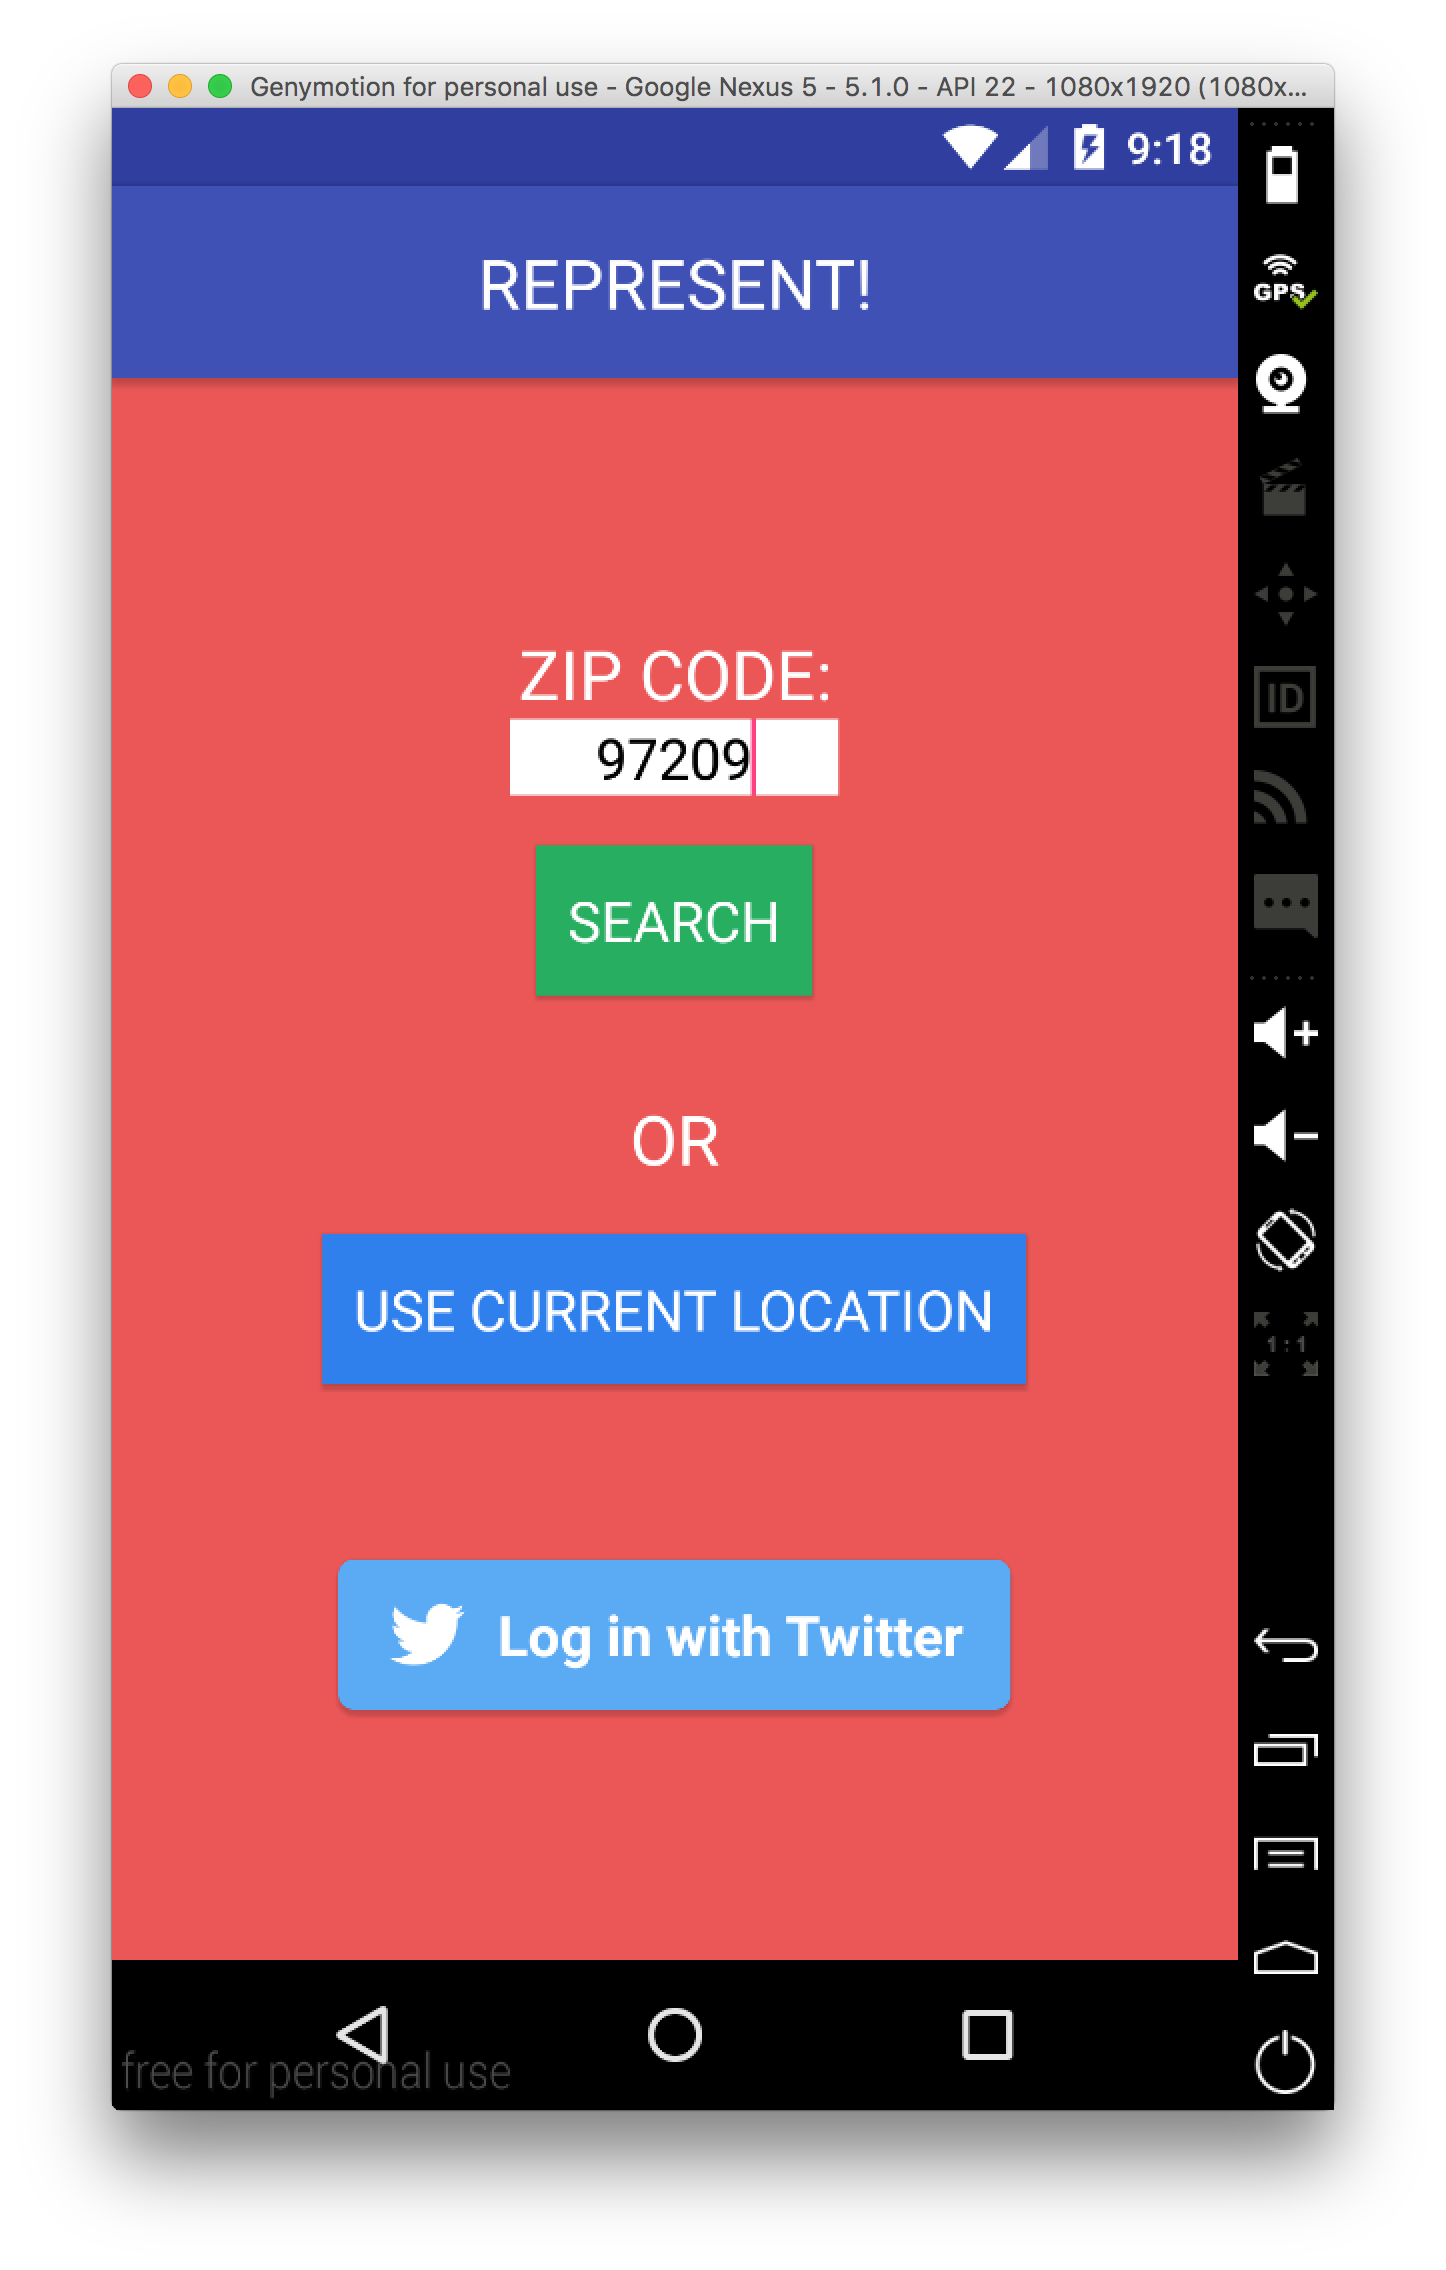 Genymotion for personal use - Google Nexus 5 - 5.1.0 - API 22 - 1080x1920 (1080x...
9:18
REPRESENT!
GPS
ZIP CODE:
97209
ID
SEARCH
OR
USE CURRENT LOCATION
1:1
Log in with Twitter
free for personal use